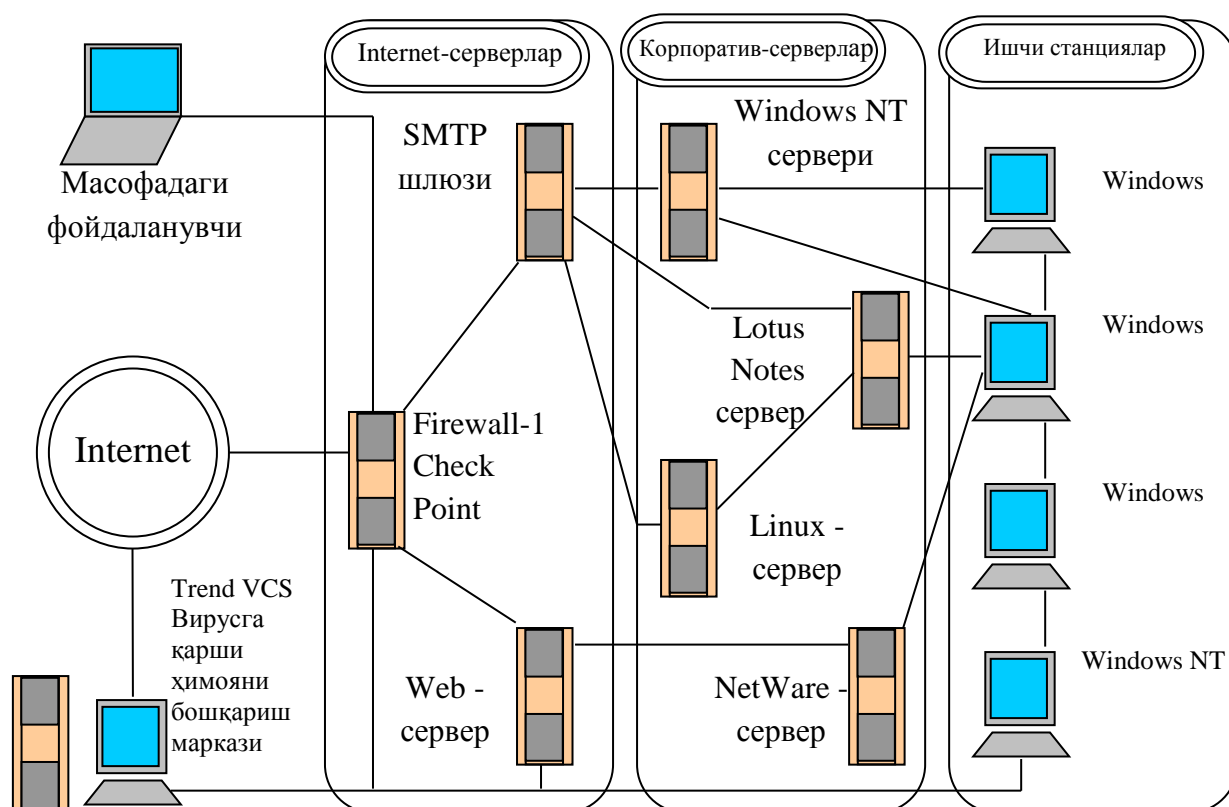 Internet-серверлар
Корпоратив-серверлар
Ишчи станциялар
Масофадаги
фойдаланувчи
SMTP
шлюзи
Windows NT
сервери
Windows
Windows
Lotus
Notes
сервер
Internet
Firewall-1
Check
Point
Windows
Linux -
сервер
Trend VCS
Вирусга
қарши
ҳимояни
бошқариш
маркази
Web -
сервер
NetWare -
сервер
Windows NT